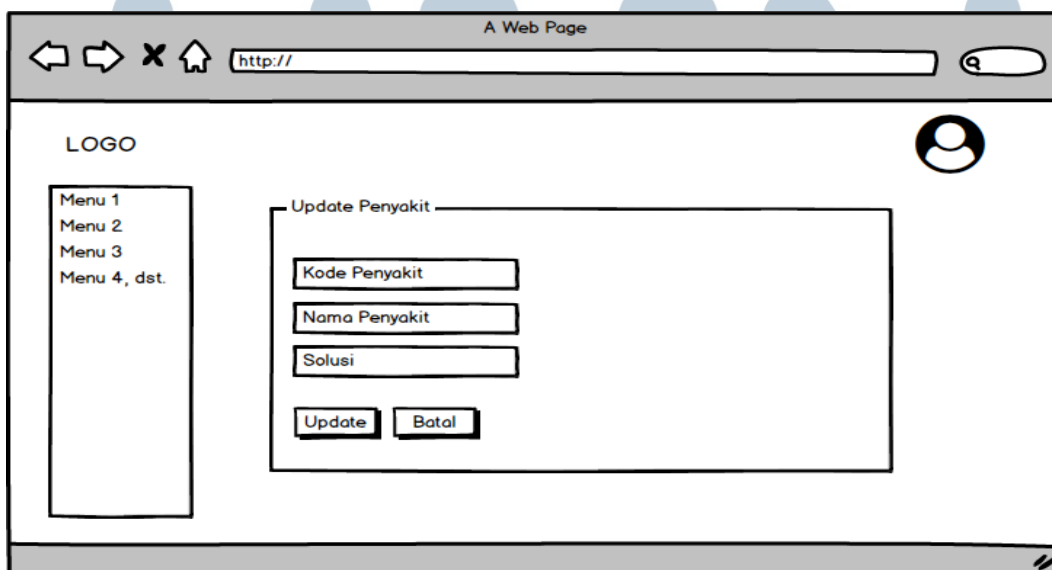 A Web Page
http://
LOGO
Menu 1
Menu 2
Menu 3
Menu 4, dst.
Update Penyakit
Kode Penyakit
Nama Penyakit
Solusi
Update Batal